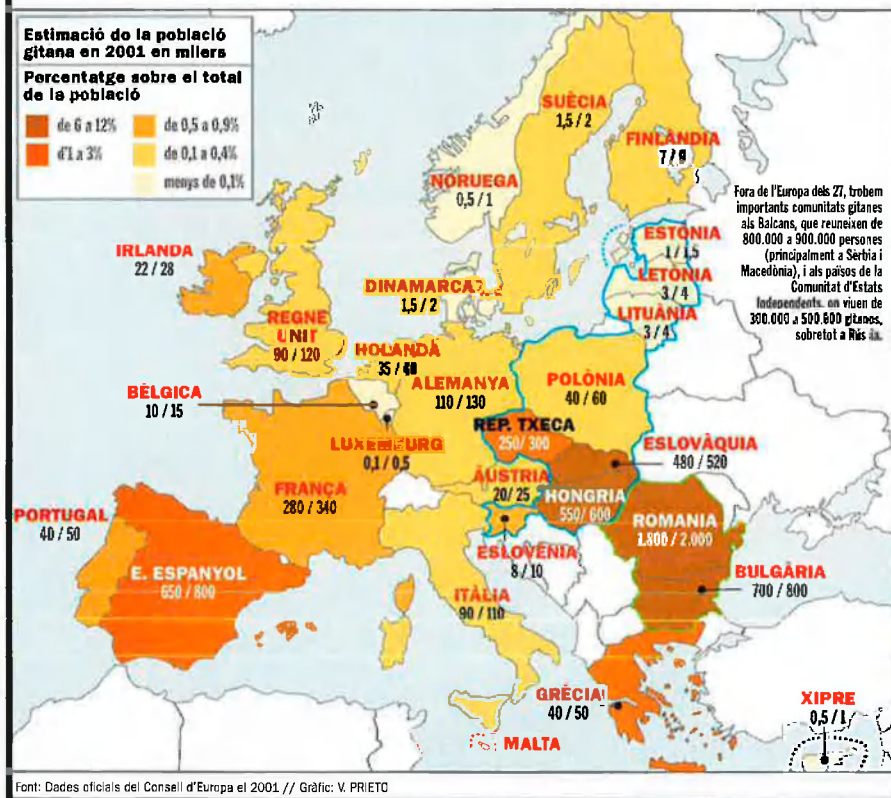 Estimació do la població
gitana en 2001 en milers
Percentatge sobre el total
de la població
de 6 a 12%
de 0,5 a 0,9%
d'1 a 3%
de 0,1 a 0,4%
menys de 0,1%
SUÈCIA
1,5 / 2
FINLÀNDIA
7 /
NORUEGA
0,5 / 1
Fora de l'Europa dels 27, trobem
importants comunitats gitanes
als Balcans, que reuneixen de
800.000 a 900.000 persones
(principalment a Sèrbia i
Macedònia), i als països de la
Comunitat d'Estats
Independents, on viuen de
300.000 a 500.000 gitanos,
sobretot a
ESTÒNIA
1 / 1,5
LETÒNIA
3 / 4
LITUÀNIA
3 / 4
IRLANDA
22 / 28
DINAMARCA
1,5 / 2
REGNE
UNIT
90 / 120
HOLANDA
35 /
BÈLGICA
10 / 15
ALEMANYA
110 / 130
POLÒNIA
40 / 60
REP. TXECA
250 / 300
LUXEMBURG
0,1 / 0,5
ESLOVÀQUIA
480 / 520
ÀUSTRIA
20 / 25
FRANÇA
280 / 340
HONGRIA
550 / 600
PORTUGAL
40 / 50
ROMANIA
1.800 / 2.000
ESLOVÈNIA
8 / 10
E. ESPANYOL
650 / 800
BULGÀRIA
700 / 800
ITÀLIA
90 / 110
GRÈCIA
40 / 50
XIPRE
0,5 / 1
MALTA
Font: Dades oficials del Consell d'Europa el 2001 // Gràfic: V. PRIETO